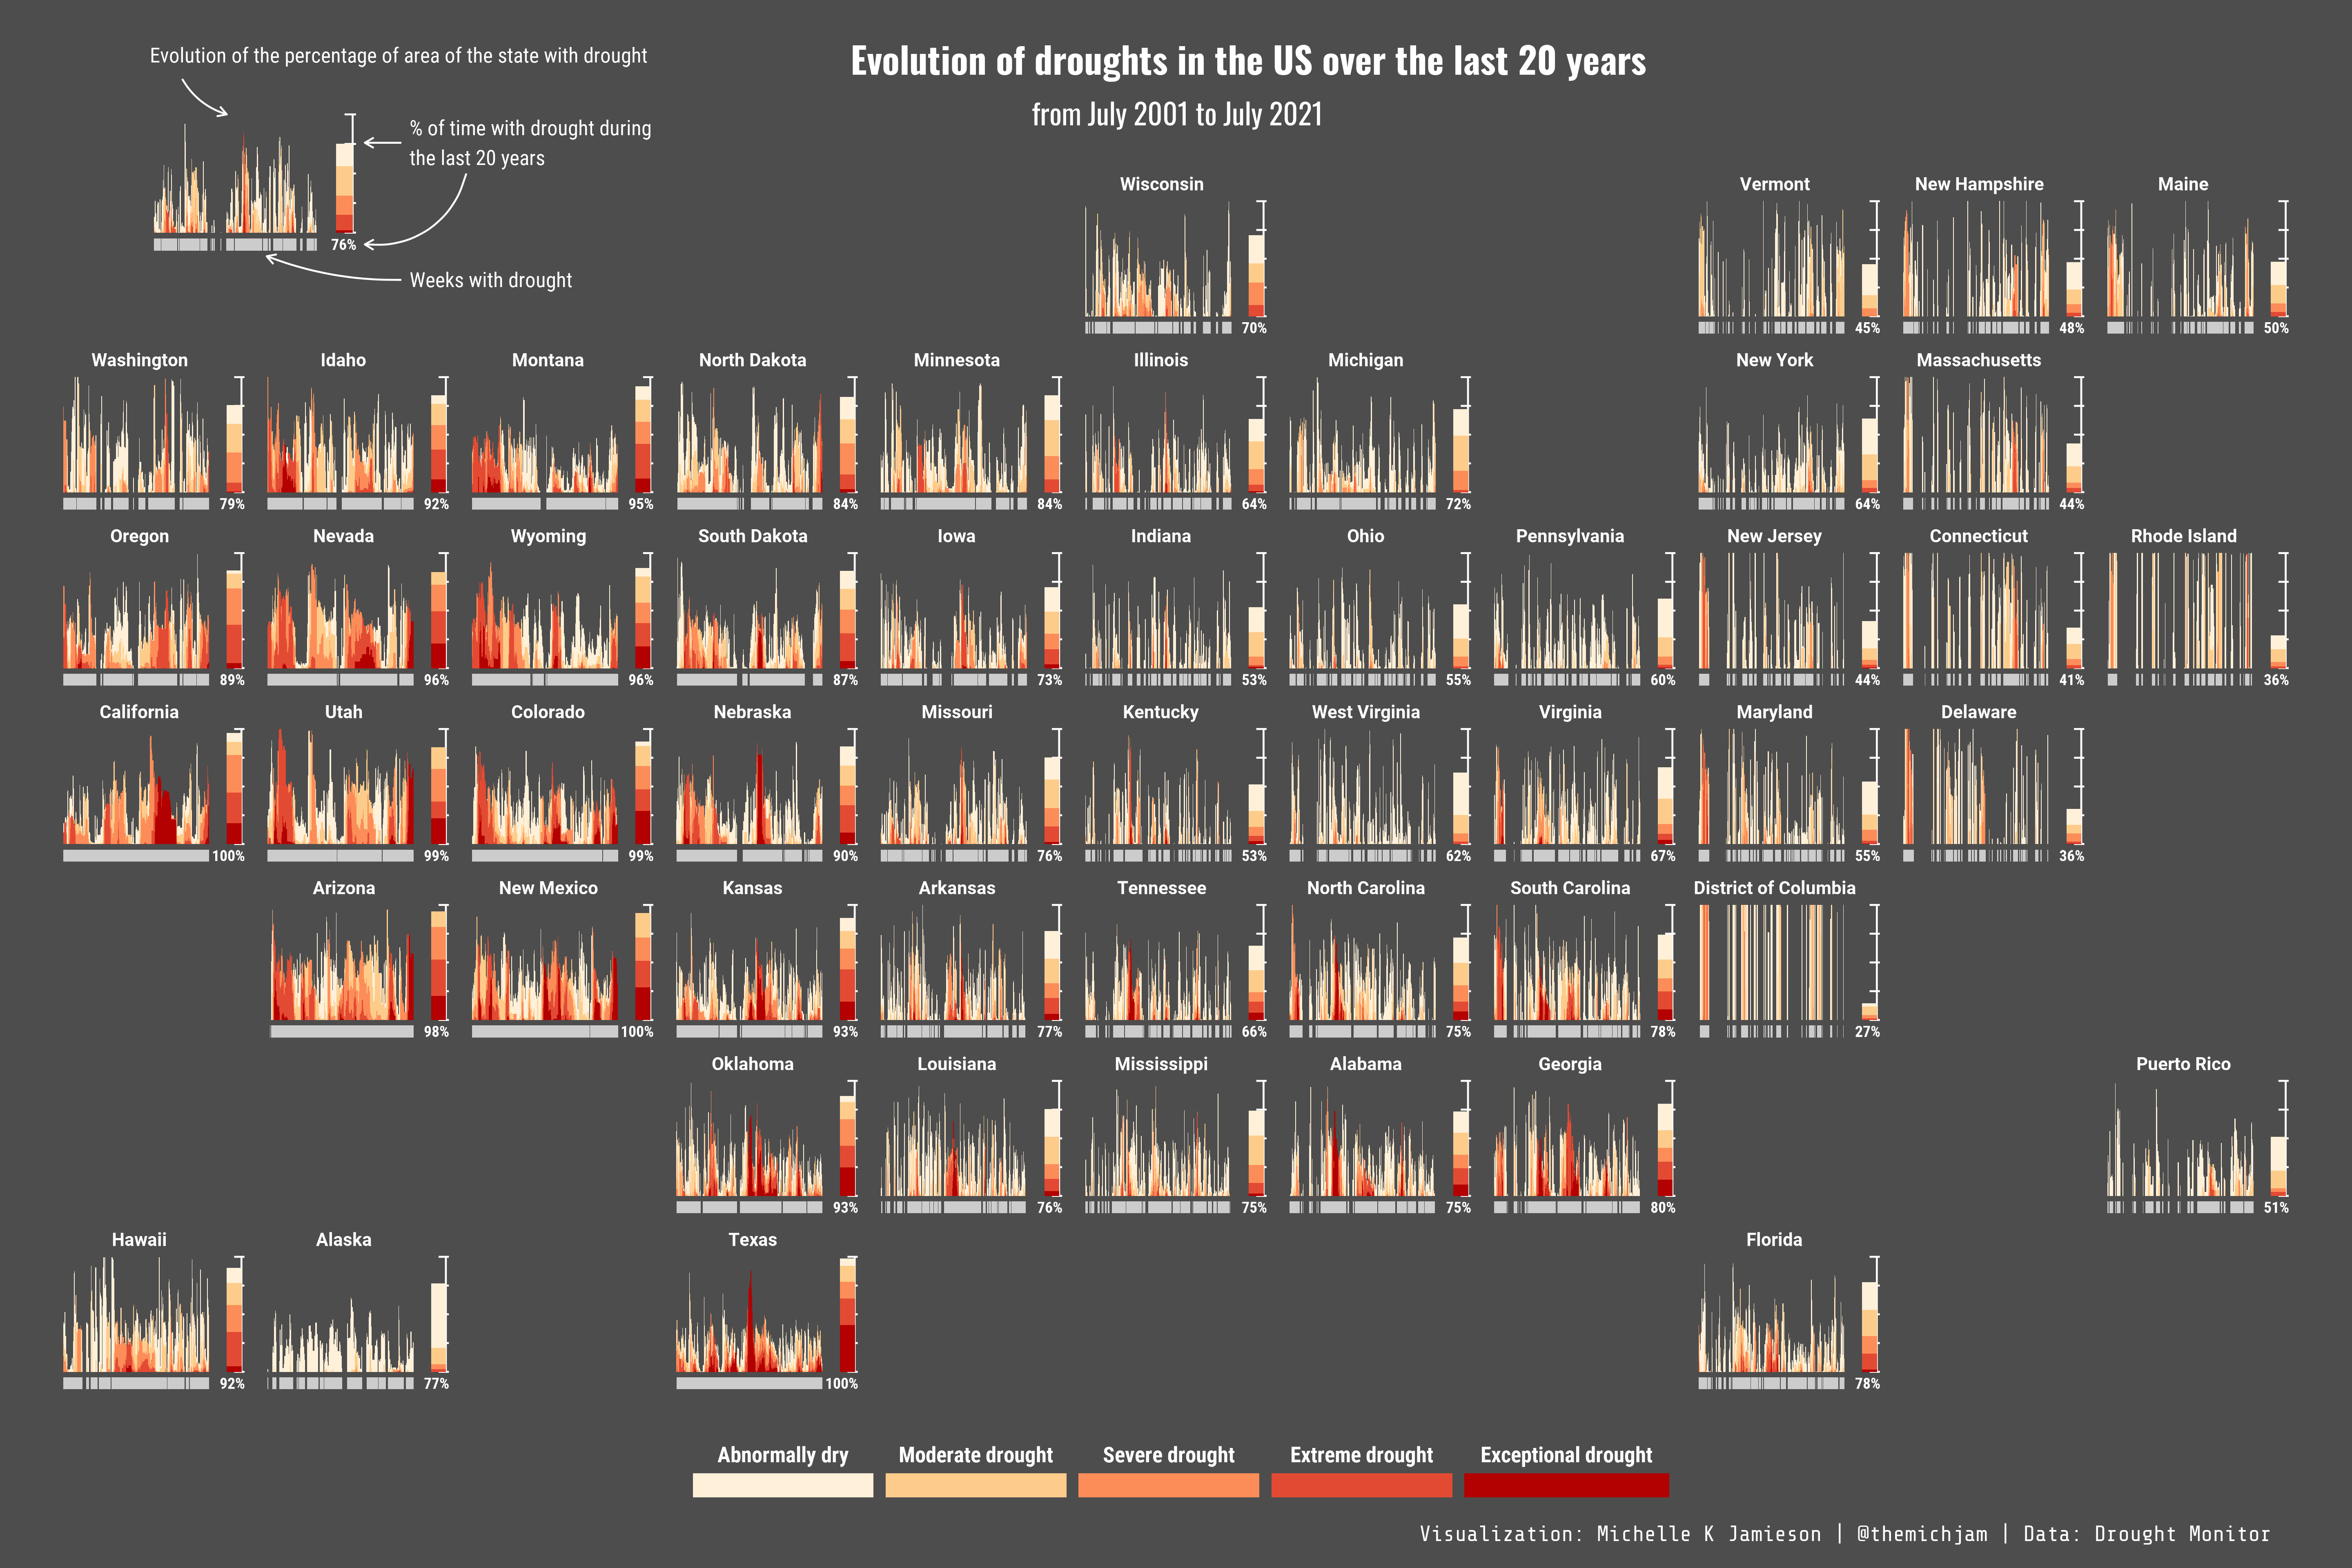 Evolution of droughts in the US over the last 20 years
from July 2001 to July 2021
Evolution of the percentage of area of the state with drought
% of time with drought during
the last 20 years
76%
Weeks with drought
Wisconsin
70%
Vermont
45%
New Hampshire
48%
Maine
50%
Washington
79%
Idaho
92%
Montana
95%
North Dakota
84%
Minnesota
84%
Illinois
64%
Michigan
72%
New York
64%
Massachusetts
44%
Oregon
89%
Nevada
96%
Wyoming
96%
South Dakota
87%
Iowa
73%
Indiana
53%
Ohio
55%
Pennsylvania
60%
New Jersey
44%
Connecticut
41%
Rhode Island
36%
California
100%
Utah
99%
Colorado
99%
Nebraska
90%
Missouri
76%
Kentucky
53%
West Virginia
62%
Virginia
67%
Maryland
55%
Delaware
36%
Arizona
98%
New Mexico
100%
Kansas
93%
Arkansas
77%
Tennessee
66%
North Carolina
75%
South Carolina
78%
District of Columbia
27%
Oklahoma
93%
Louisiana
76%
Mississippi
75%
Alabama
75%
Georgia
80%
Puerto Rico
51%
Hawaii
92%
Alaska
77%
Texas
100%
Florida
78%
Abnormally dry
Moderate drought
Severe drought
Extreme drought
Exceptional drought
Visualization: Michelle K Jamieson | @themichjam | Data: Drought Monitor